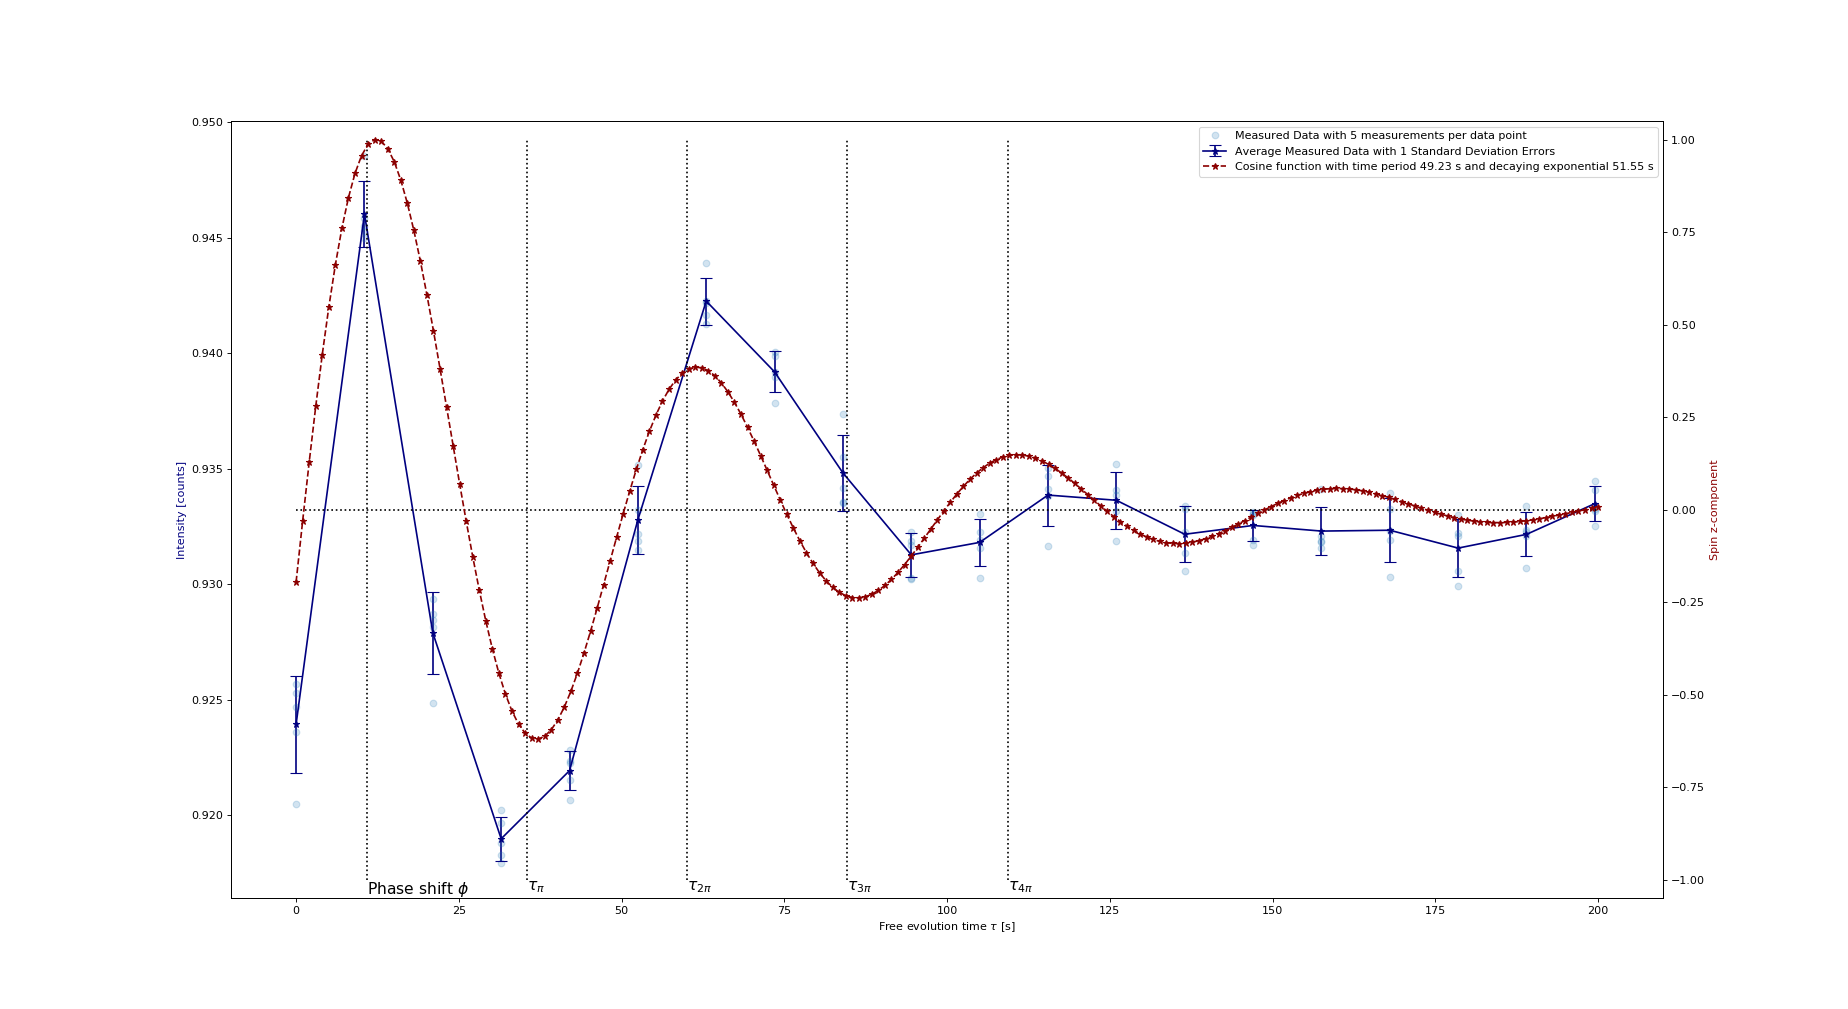 0.950
0.945
0.940
0.935
0.930
0.925
0.920
Intensity [counts]
Measured Data with 5 measurements per data point
Average Measured Data with 1 Standard Deviation Errors
Cosine function with time period 49.23 s and decaying exponential 51.55 s
1.00
0.75
0.50
0.25
0.00
−0.25
−0.50
−0.75
−1.00
Spin z-component
Phase shift ϕ
τπ
τ2π
τ3π
τ4π
0 25 50 75 100 125 150 175 200
Free evolution time τ [s]